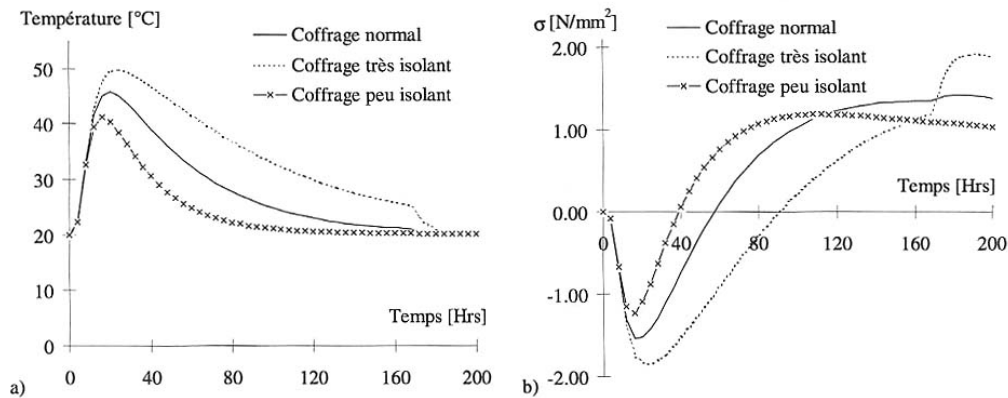 Température [°C]
Coffrage normal
Coffrage très isolant
Coffrage peu isolant
50
40
30
20
10
0
Temps [Hrs]
0 40 80 120 160 200
a)
σ [N/mm²]
Coffrage normal
Coffrage très isolant
Coffrage peu isolant
2.00
1.00
0.00
-1.00
-2.00
Temps [Hrs]
0 40 80 120 160 200
b)